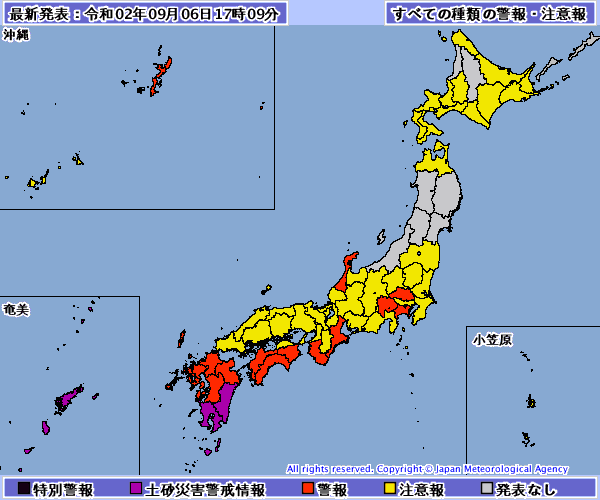 最新発表：令和02年09月06日17時09分
すべての種類の警報・注意報
沖縄
奄美
小笠原
All rights reserved. Copyright © Japan Meteorological Agency
特別警報 土砂災害警戒情報 警報 注意報 発表なし